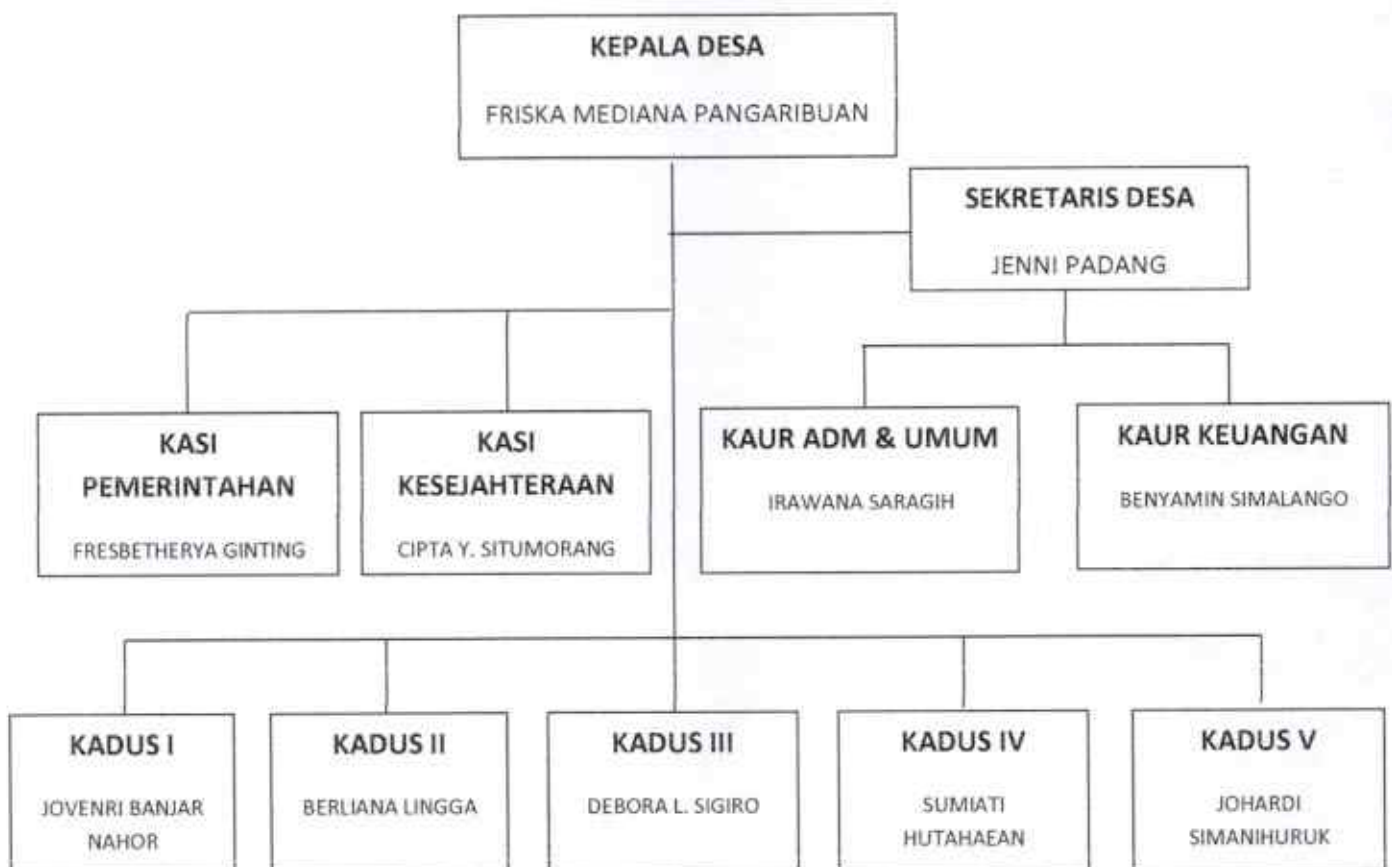 KEPALA DESA
FRISKA MEDIANA PANGARIBUAN
SEKRETARIS DESA
JENNI PADANG
KASI
PEMERINTAHAN
FRESBETHERYA GINTING
KASI
KESEJAHTERAAN
CIPTA Y. SITUMORANG
KAUR ADM & UMUM
IRAWANA SARAGIH
KAUR KEUANGAN
BENYAMIN SIMALANGO
KADUS I
JOVENRI BANJAR
NAHOR
KADUS II
BERLIANA LINGGA
KADUS III
DEBORA L. SIGIRO
KADUS IV
SUMIATI
HUTAHAEAN
KADUS V
JOHARDI
SIMANIHURUK